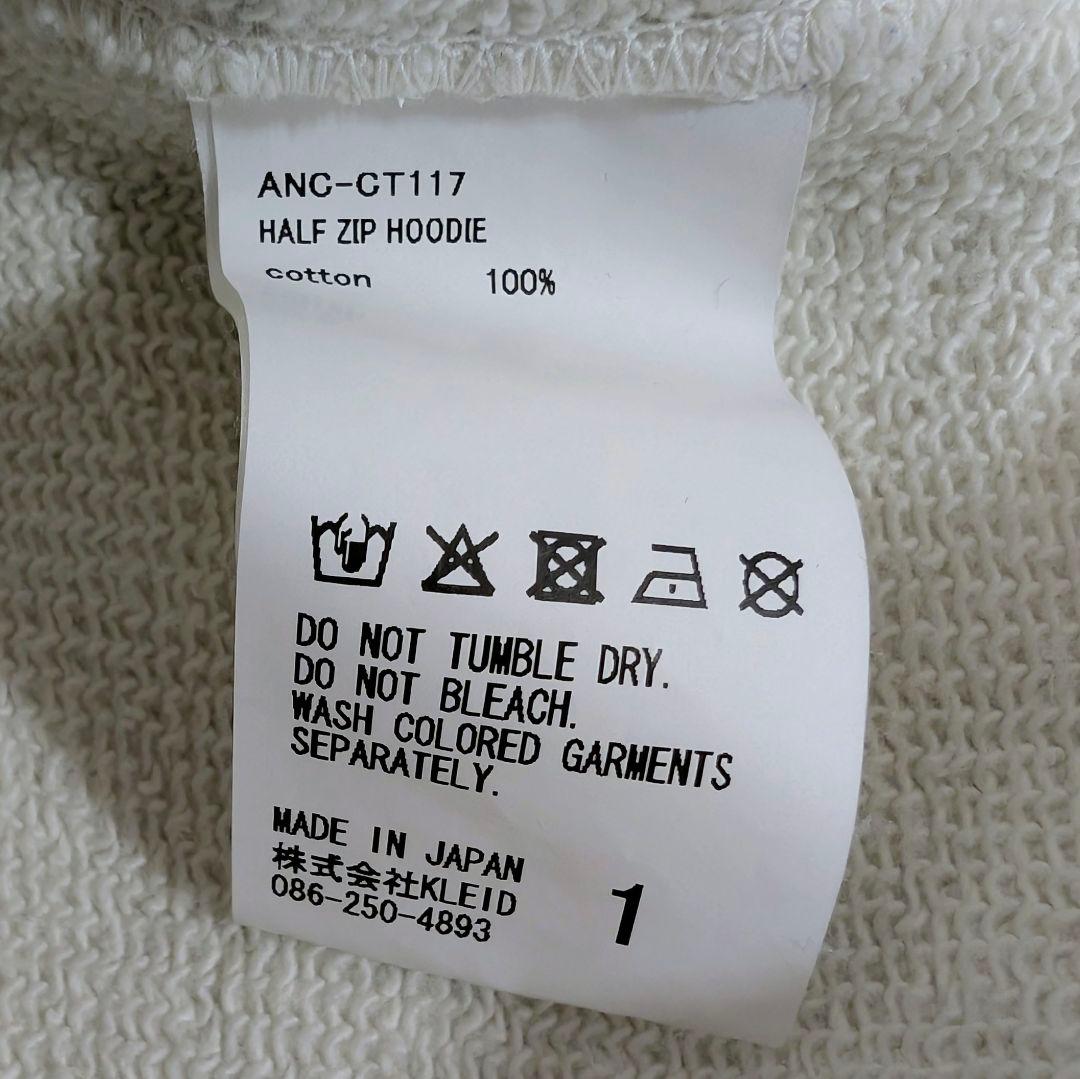 ANC-CT117
HALF ZIP HOODIE
cotton 100%
DO NOT TUMBLE DRY.
DO NOT BLEACH.
WASH COLORED GARMENTS
SEPARATELY.
MADE IN JAPAN
株式会社KLEID
086-250-4893
1